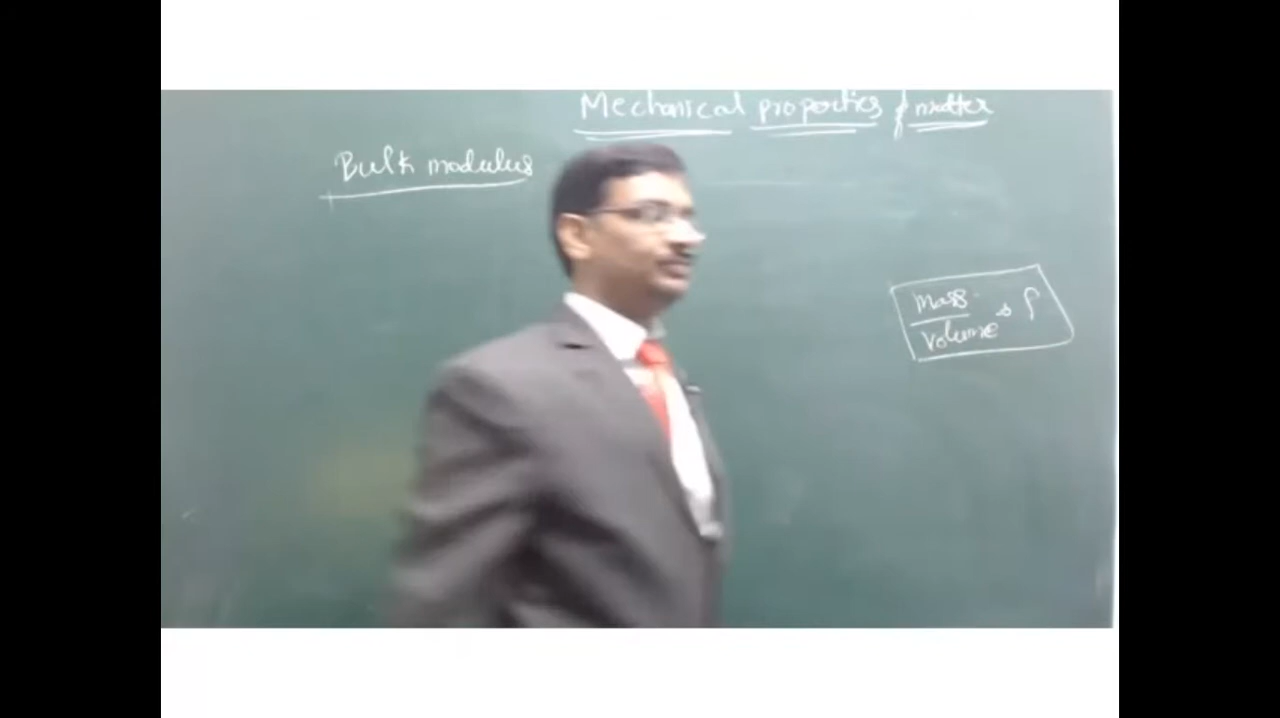 Mechanical properties of matter
Bulk modulus
mass
volume
= ρ